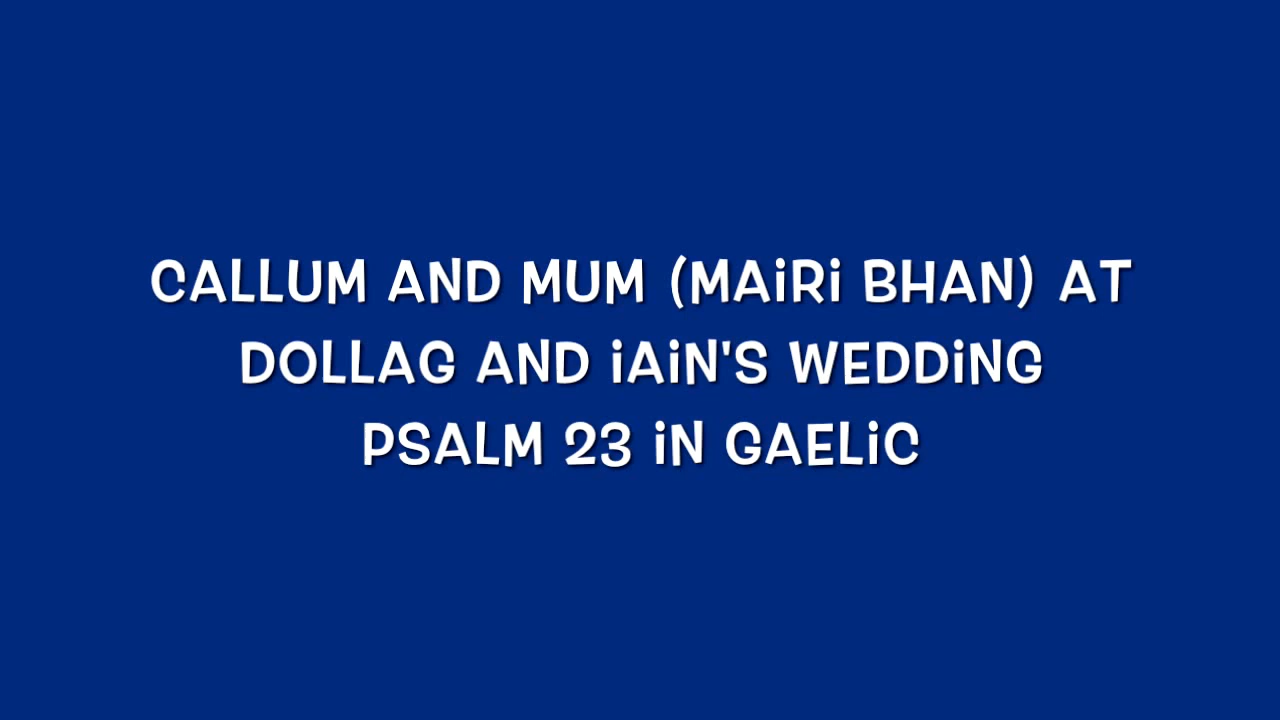 CALLUM AND MUM (MAiRi BHAN) AT
DOLLAG AND iAiN'S WEDDiNG
PSALM 23 iN GAELiC